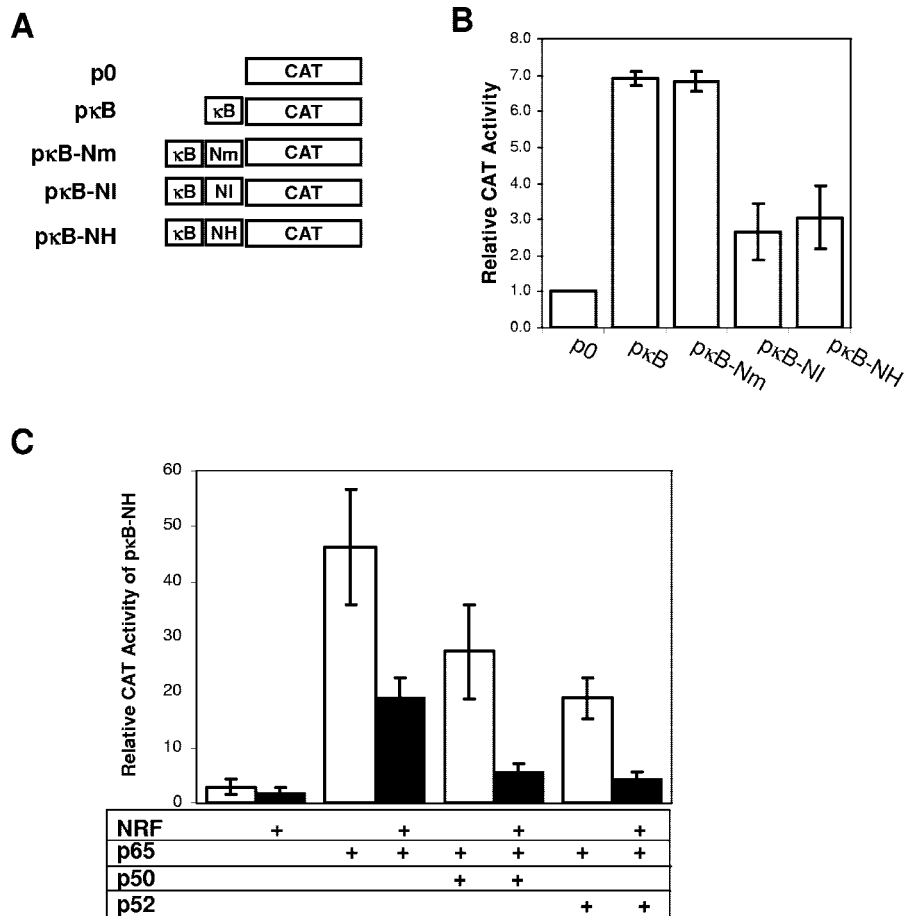 A
p0 CAT
pκB κB CAT
pκB-Nm κB Nm CAT
pκB-NI κB NI CAT
pκB-NH κB NH CAT
B
Relative CAT Activity
8.0
7.0
6.0
5.0
4.0
3.0
2.0
1.0
0.0
p0 pκB pκB-Nm pκB-NI pκB-NH
C
Relative CAT Activity of pκB-NH
60
50
40
30
20
10
0
NRF + + + +
p65 + + + + + +
p50 + +
p52 + +